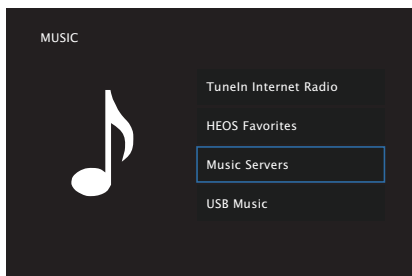 MUSIC
TuneIn Internet Radio
HEOS Favorites
Music Servers
USB Music